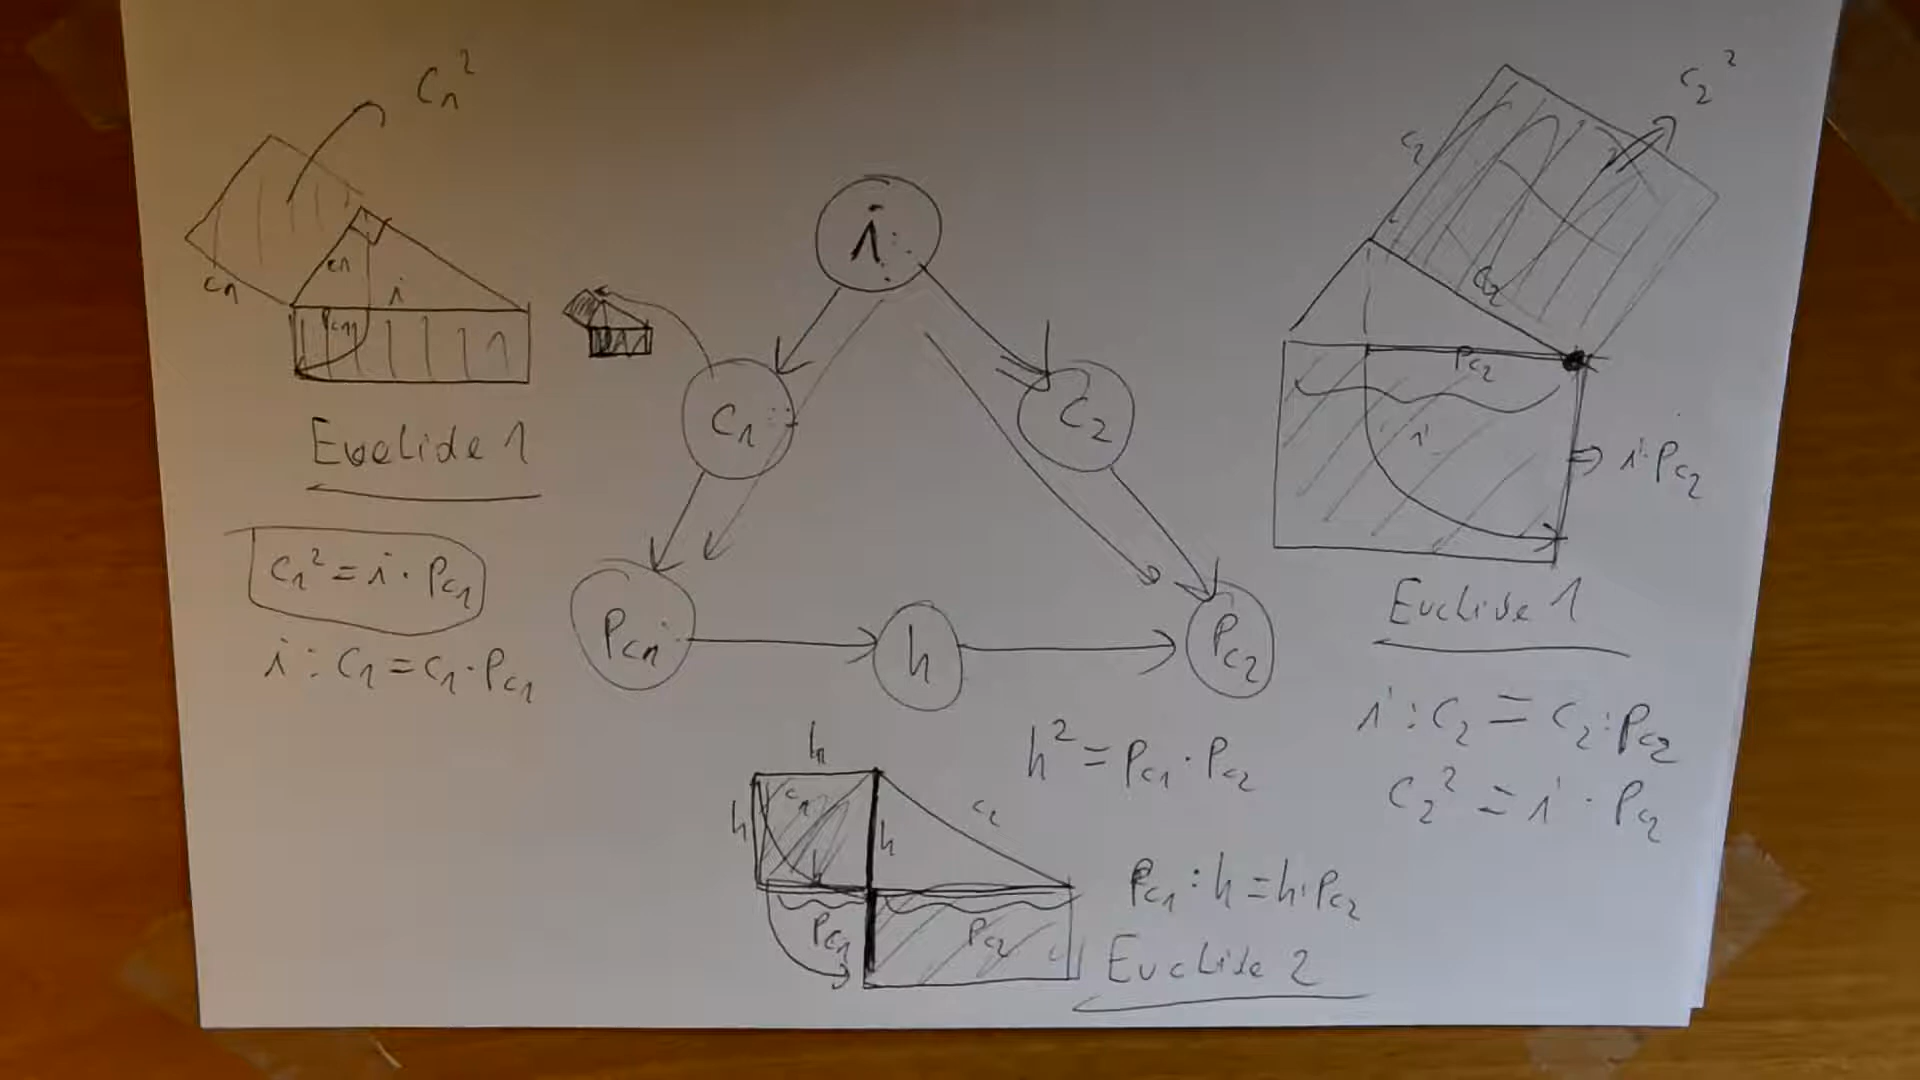 c₁²
c₁
c₁
i
Pc₁
Euclide 1
c₁² = i · Pc₁
i : c₁ = c₁ · Pc₁
i
c₁
c₂
Pc₁
h
Pc₂
c₂²
c₂
c₂
Pc₂
i
i · Pc₂
Euclide 1
i : c₂ = c₂ : Pc₂
c₂² = i · Pc₂
h² = Pc₁ · Pc₂
h
h
c₁
h
c₂
Pc₁
Pc₂
Pc₁ : h = h : Pc₂
Euclide 2